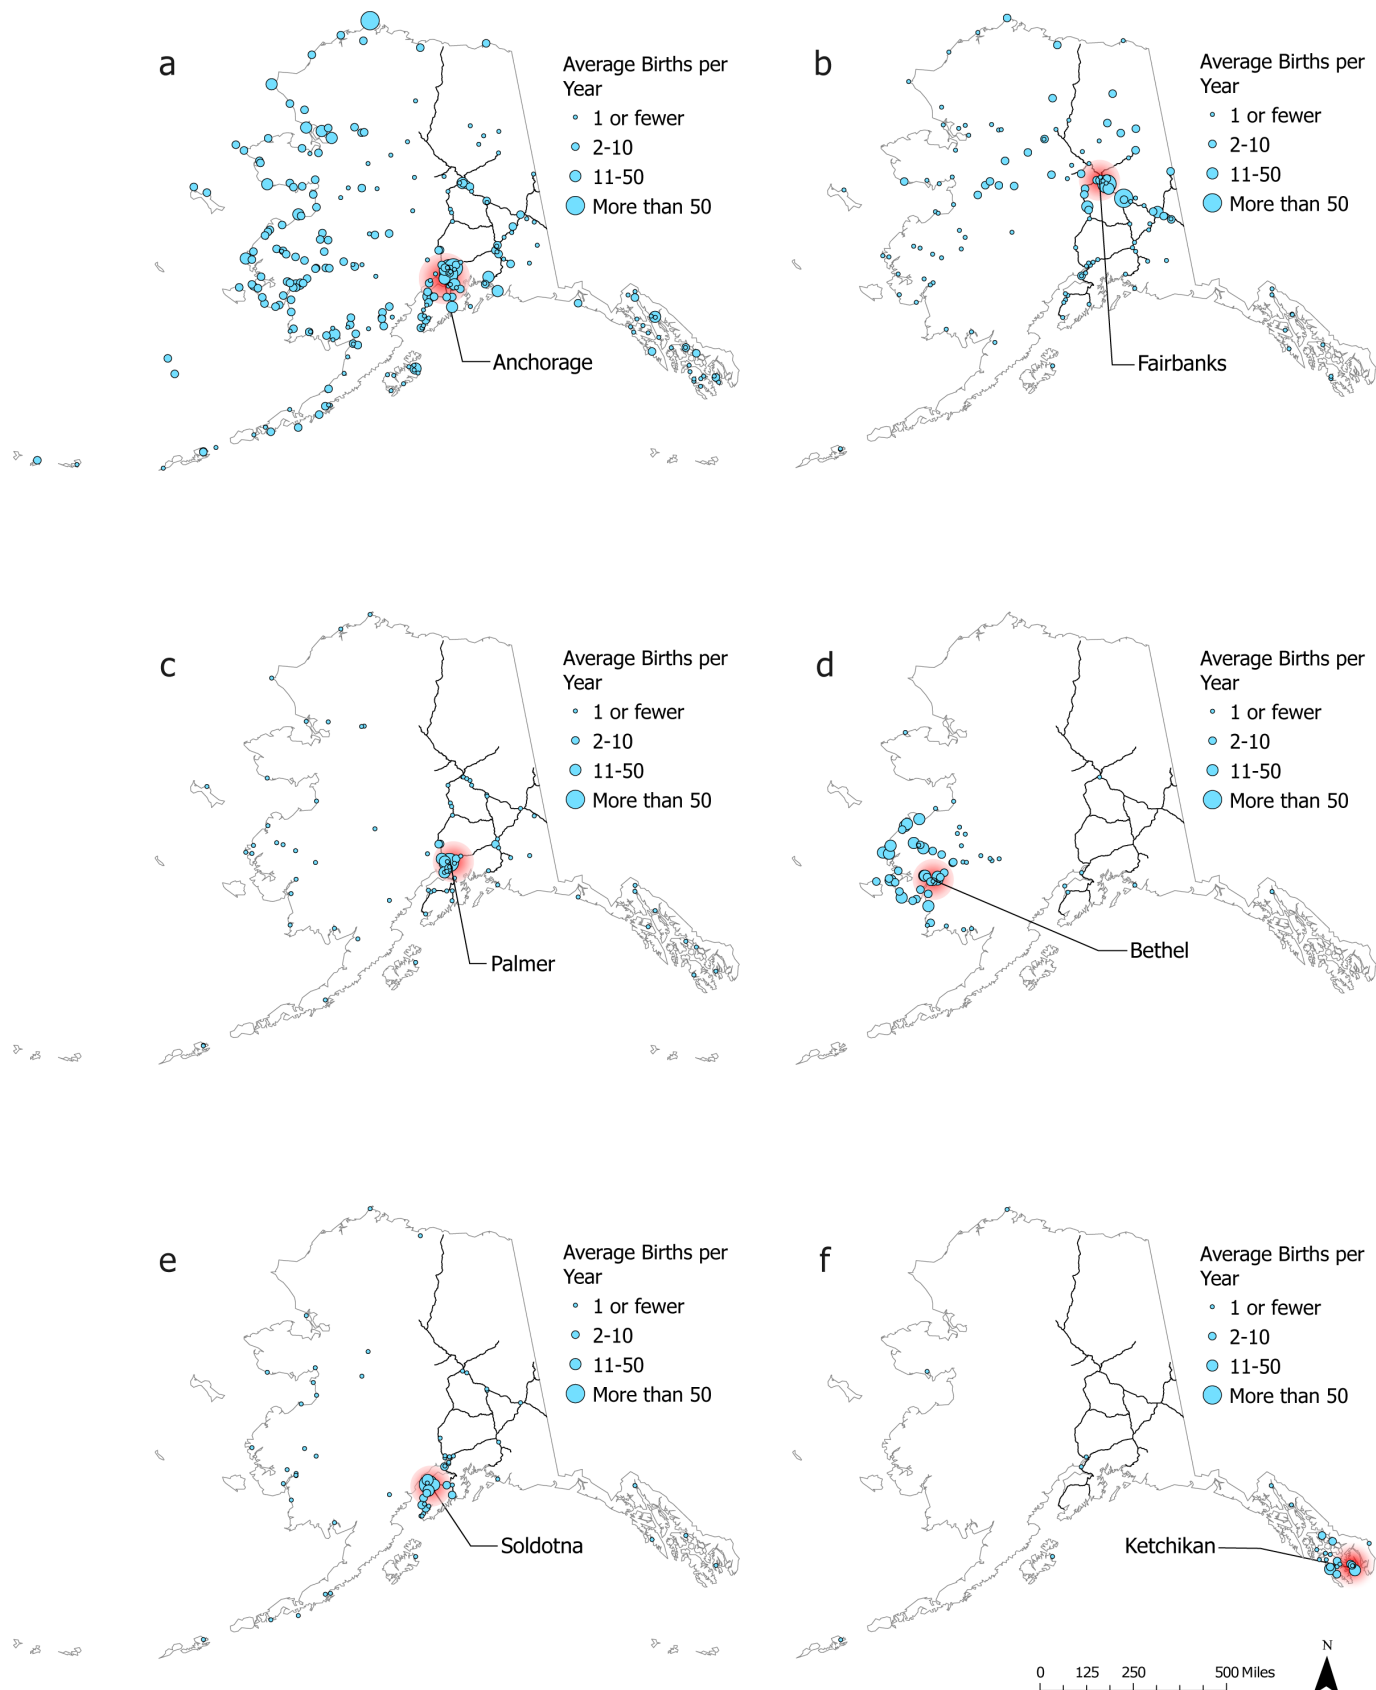 a
Average Births per
Year
1 or fewer
2-10
11-50
More than 50
Anchorage
b
Average Births per
Year
1 or fewer
2-10
11-50
More than 50
Fairbanks
c
Average Births per
Year
1 or fewer
2-10
11-50
More than 50
Palmer
d
Average Births per
Year
1 or fewer
2-10
11-50
More than 50
Bethel
e
Average Births per
Year
1 or fewer
2-10
11-50
More than 50
Soldotna
f
Average Births per
Year
1 or fewer
2-10
11-50
More than 50
Ketchikan
N
0 125 250 500 Miles